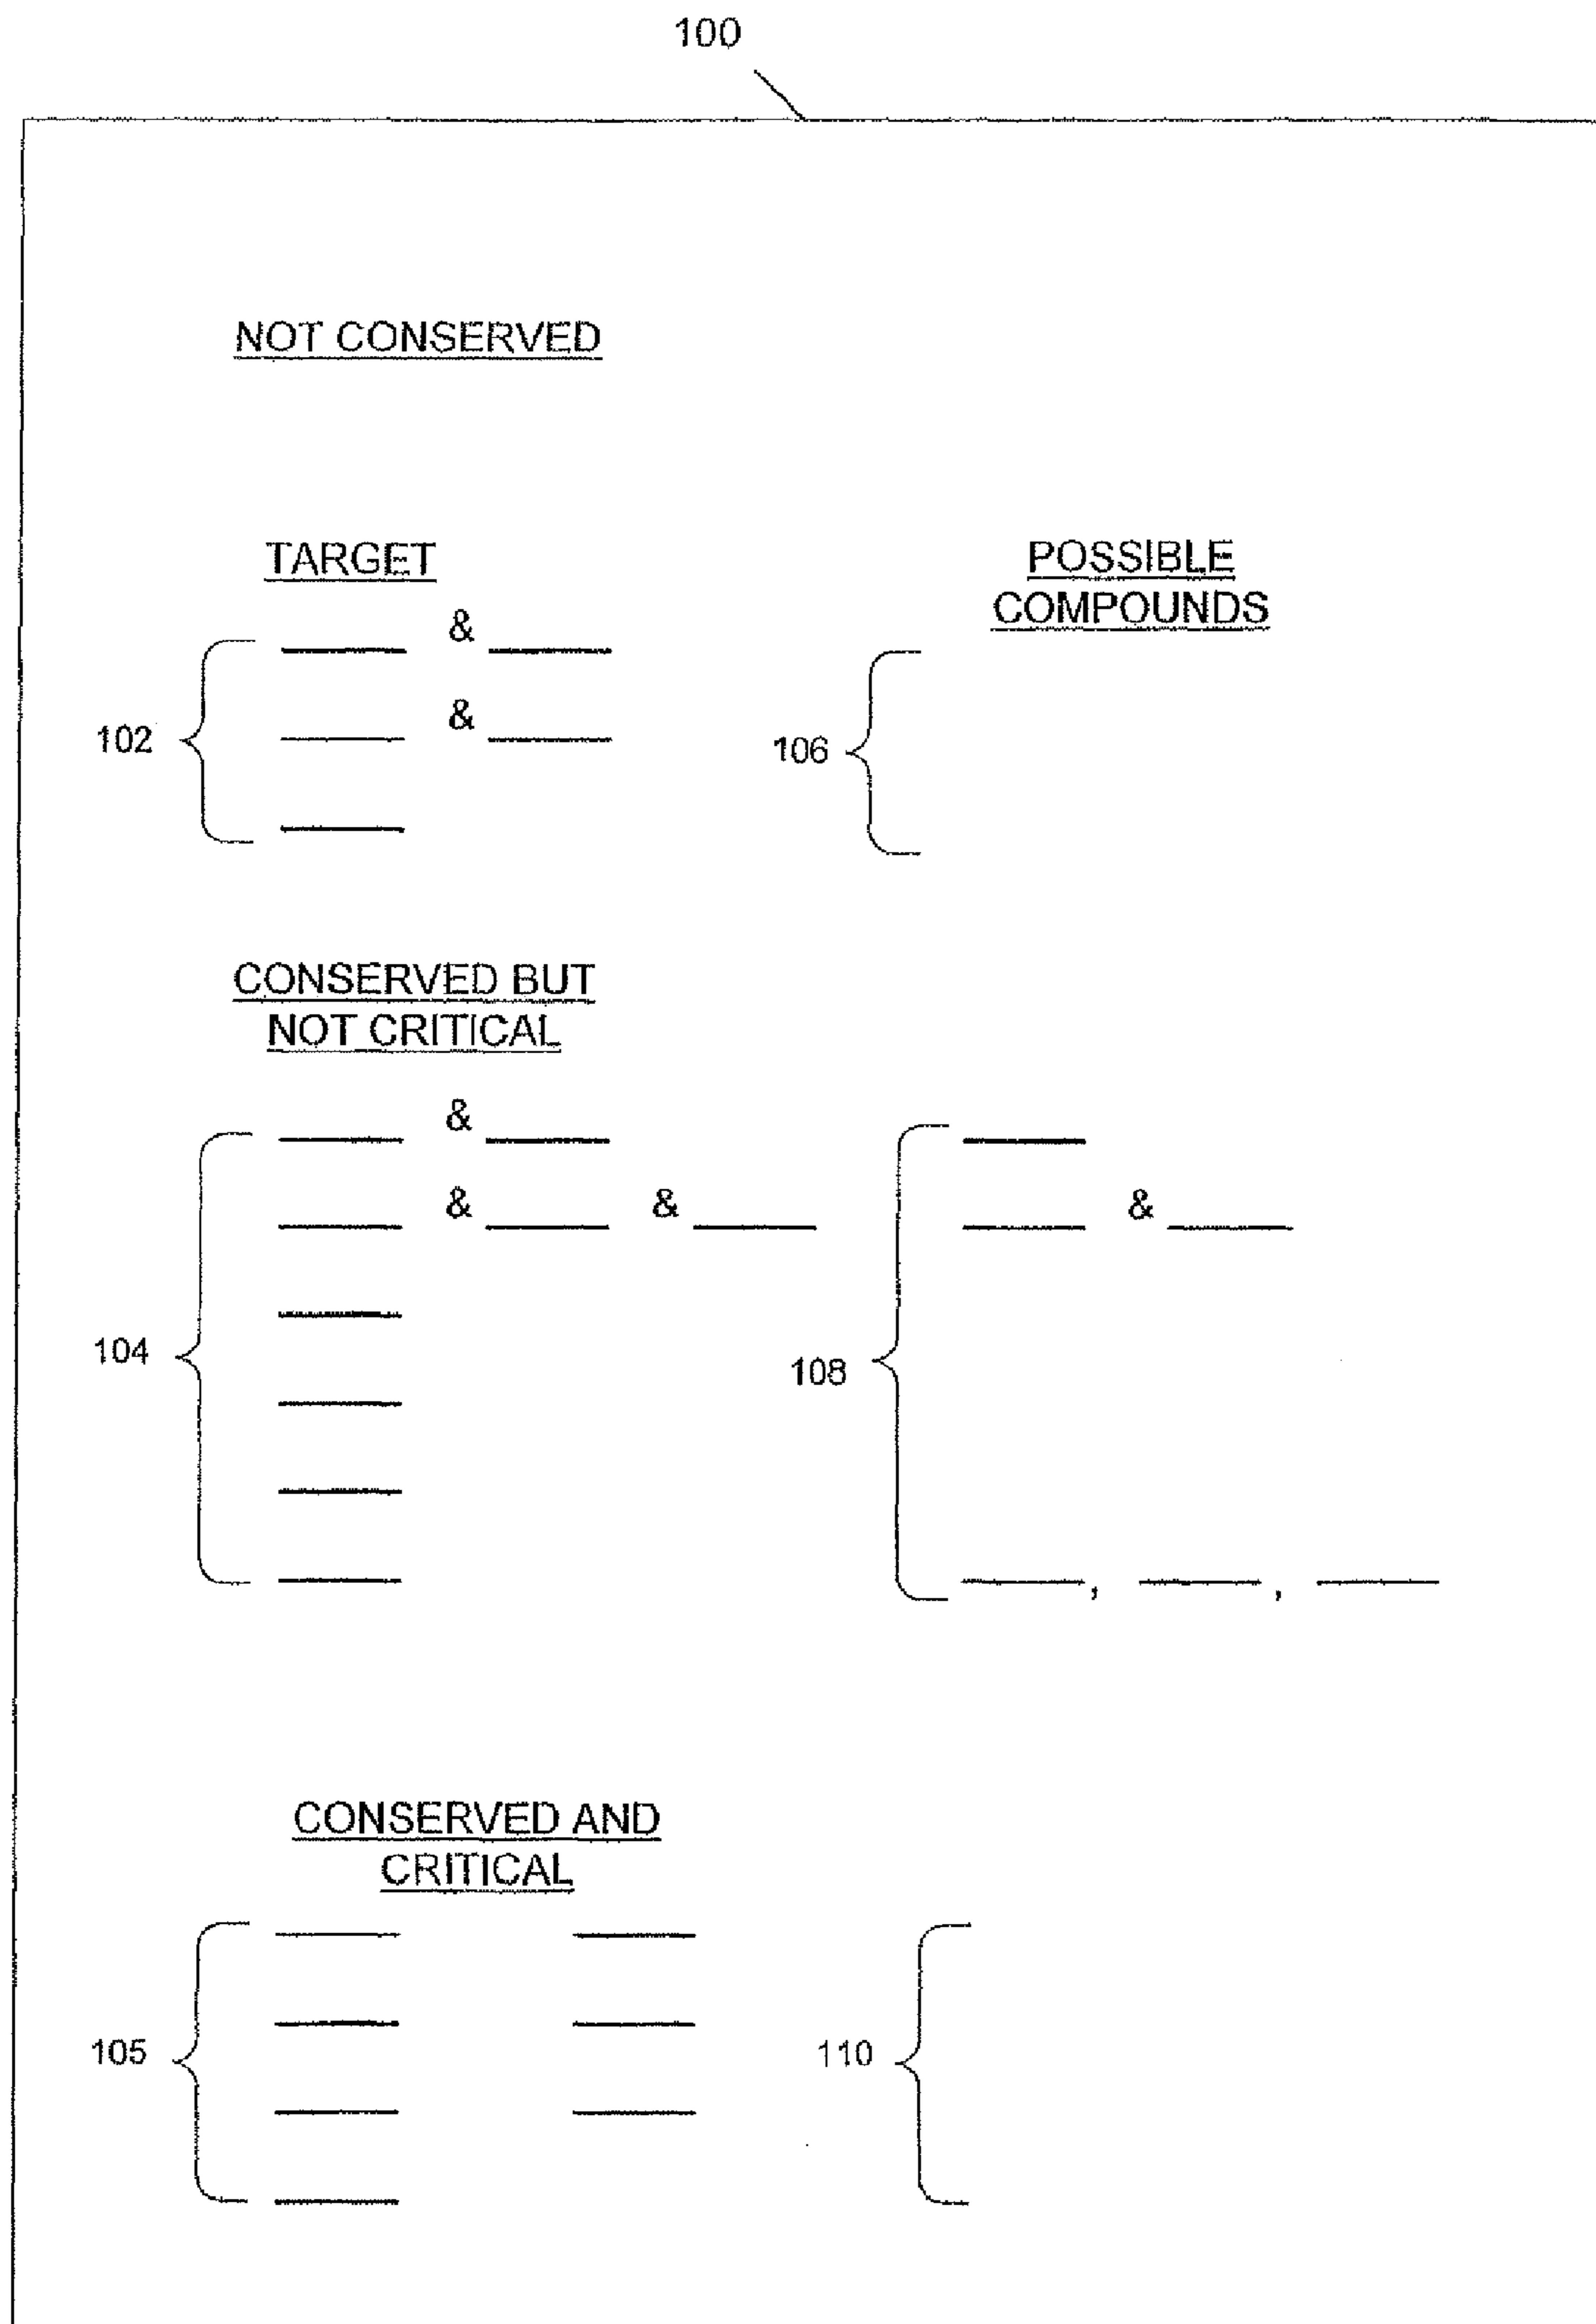 100
NOT CONSERVED
TARGET
POSSIBLE
COMPOUNDS
&
102
&
106
CONSERVED BUT
NOT CRITICAL
&
& & &
104
108
, ,
CONSERVED AND
CRITICAL
105
110